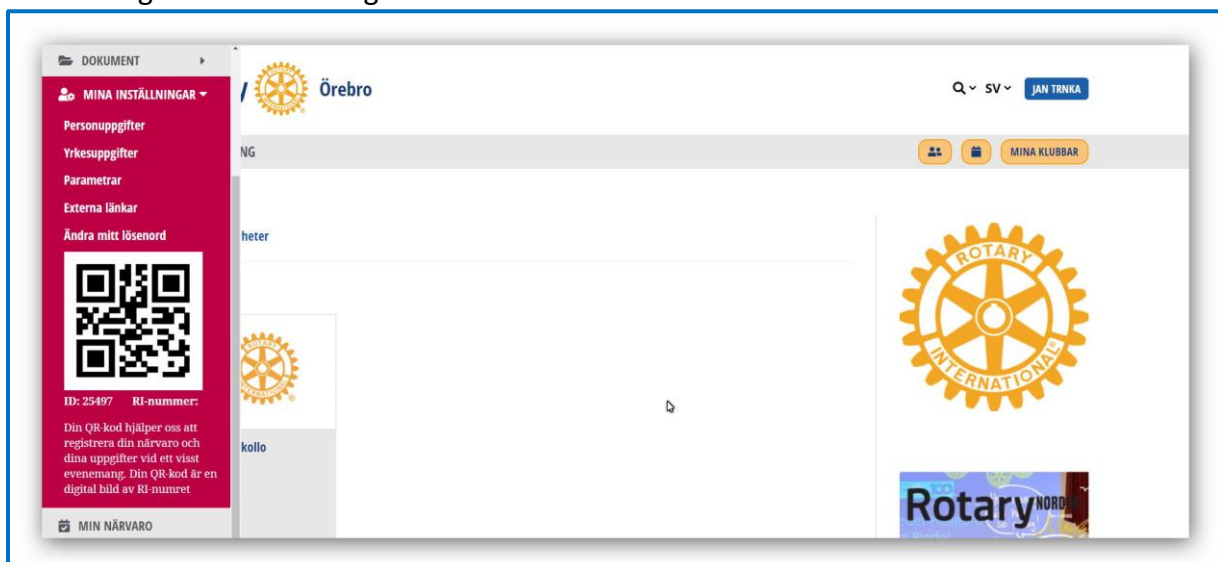 DOKUMENT
MINA INSTÄLLNINGAR
Personuppgifter
Yrkesuppgifter
Parametrar
Externa länkar
Ändra mitt lösenord
ID: 25497 RI-nummer:
Din QR-kod hjälper oss att
registrera din närvaro och
dina uppgifter vid ett visst
evenemang. Din QR-kod är en
digital bild av RI-numret
MIN NÄRVARO
Örebro
SV
JAN TRNKA
NG
MINA KLUBBAR
heter
kollo
ROTARY
INTERNATIONAL
Rotary NORDEN